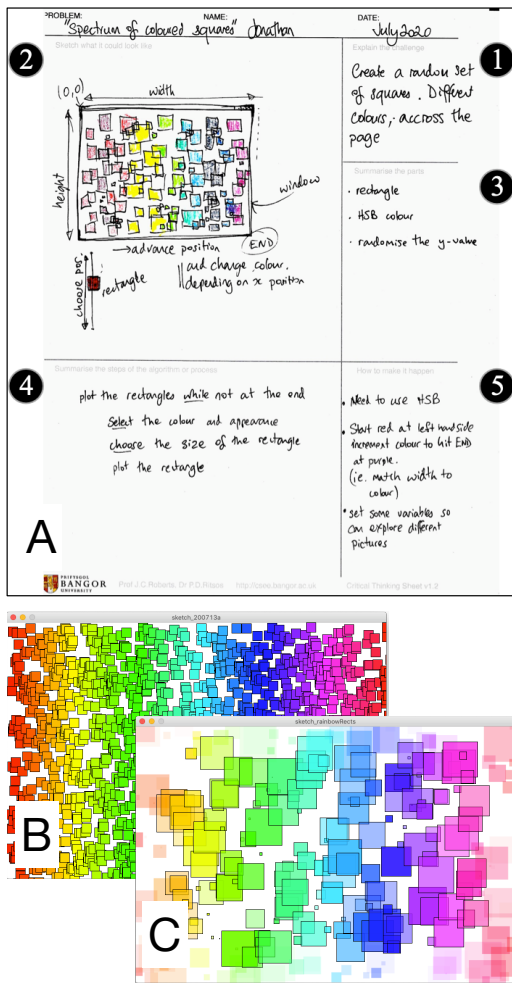 PROBLEM: NAME: DATE:
"Spectrum of coloured squares" Jonathan July 2020
2
Sketch what it could look like
(0,0)
width
height
window
→advance position
END
and change colour.
depending on x position
choose pos.
rectangle
1
Explain the challenge
Create a random set
of squares. Different
colours, accross the
page
3
Summarise the parts
· rectangle
· HSB colour
· randomise the y-value
4
Summarise the steps of the algorithm or process
plot the rectangles while not at the end
Select the colour and appearance
choose the size of the rectangle
plot the rectangle
5
How to make it happen
• Need to use HSB
• Start red at left hand side
increment colour to hit END
at purple.
(ie. match width to
colour)
• set some variables so
can explore different
pictures
A
PRIFYSGOL
BANGOR
UNIVERSITY
Prof J.C.Roberts, Dr P.D.Ritsos http://www.bangor.ac.uk Critical Thinking Sheet v1.2
sketch_200713a
B
sketch_rainbowRects
C